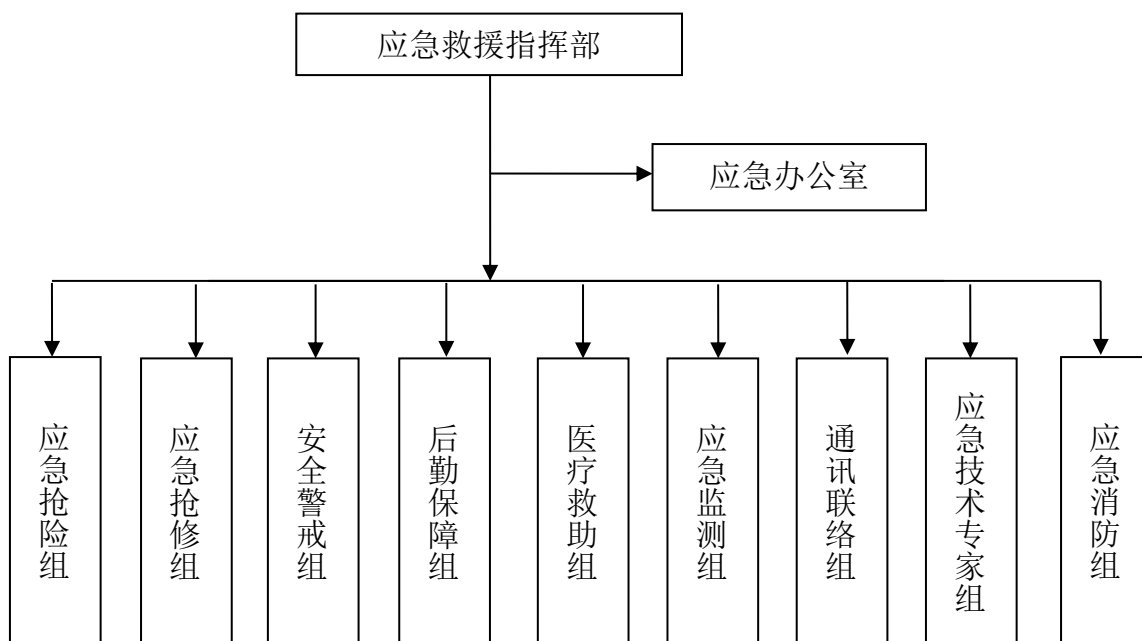 应急救援指挥部
应急办公室
应急抢险组
应急抢修组
安全警戒组
后勤保障组
医疗救助组
应急监测组
通讯联络组
应急技术专家组
应急消防组